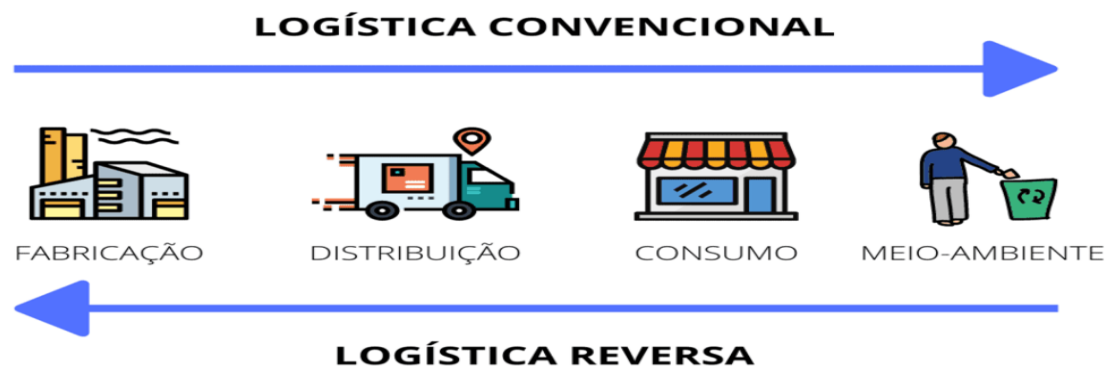 LOGÍSTICA CONVENCIONAL
FABRICAÇÃO DISTRIBUIÇÃO CONSUMO MEIO-AMBIENTE
LOGÍSTICA REVERSA